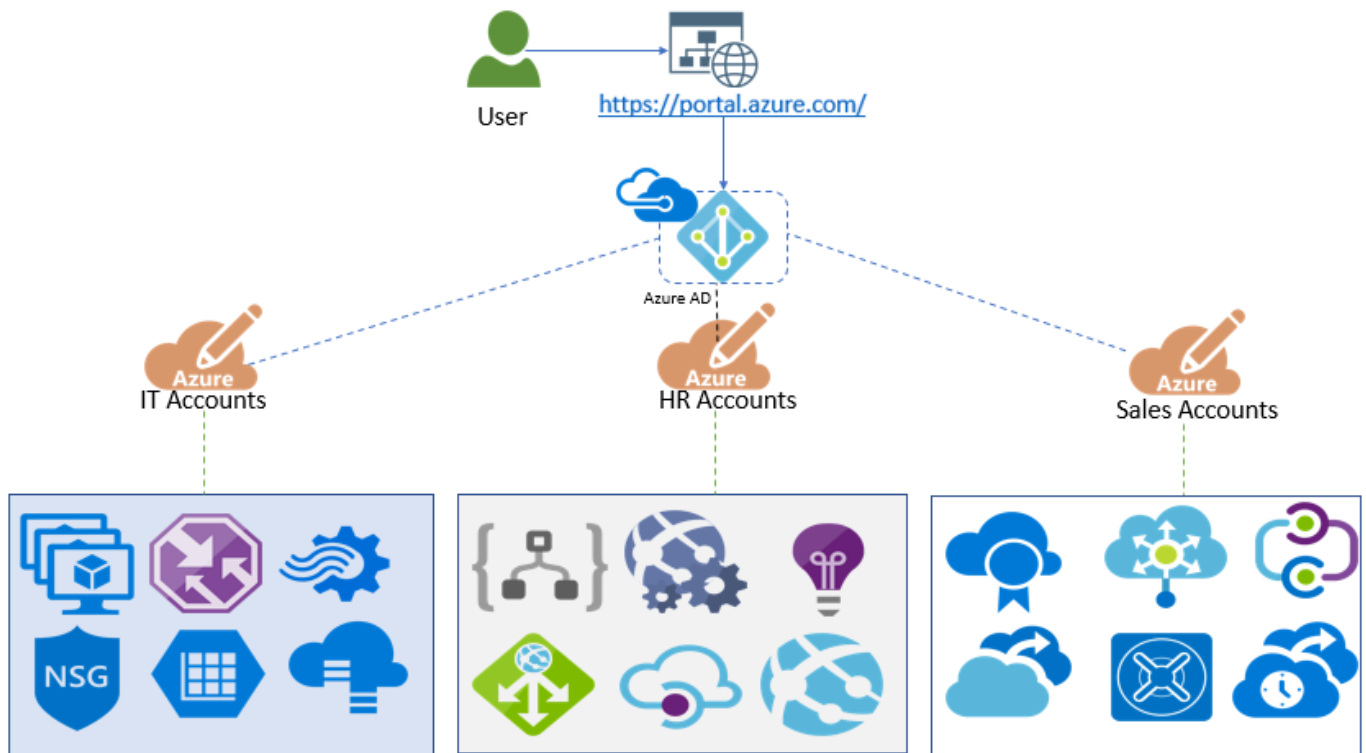 User
https://portal.azure.com/
Azure AD
Azure
IT Accounts
Azure
HR Accounts
Azure
Sales Accounts
NSG